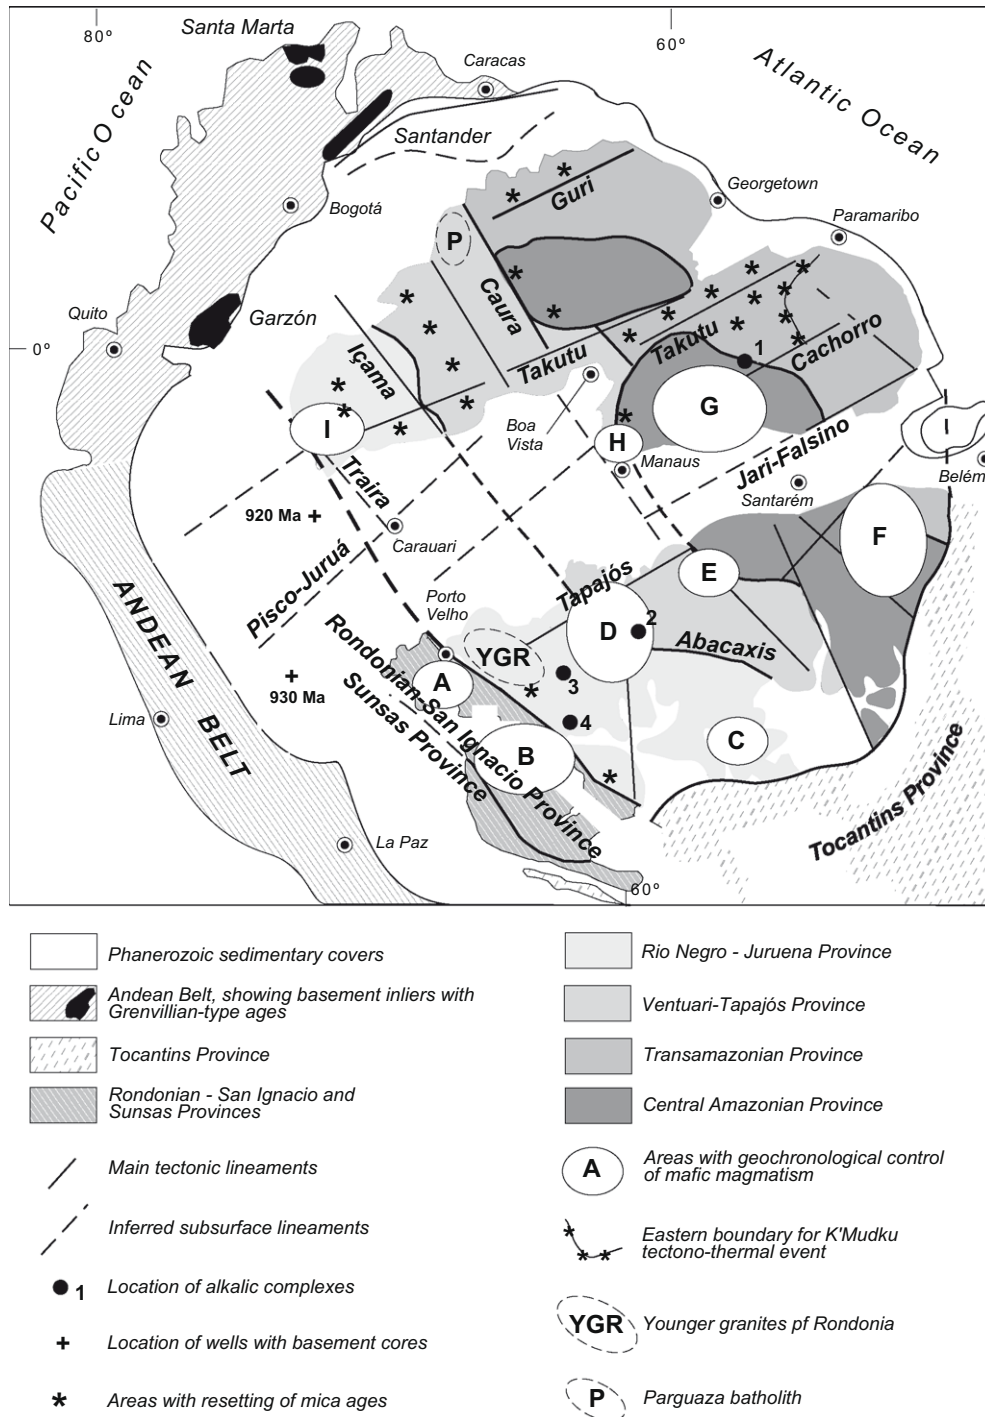 80º
60º
Santa Marta
Caracas
Atlantic Ocean
Pacific Ocean
Santander
Guri
Georgetown
Bogotá
Paramaribo
P
Caura
Quito
Garzón
0º
Içama
Takutu
Takutu
1
Cachorro
G
I
Boa
Vista
H
Manaus
Jari-Falsino
I
Belém
Santarém
Traira
920 Ma
Carauari
F
Pisco-Juruá
E
Tapajós
Porto
Velho
D
2
ANDEAN BELT
Rondonian-San Ignacio Province
YGR
Abacaxis
Sunsas Province
930 Ma
A
3
Lima
4
C
B
Tocantins Province
La Paz
60º
Phanerozoic sedimentary covers
Andean Belt, showing basement inliers with
Grenvillian-type ages
Tocantins Province
Rondonian - San Ignacio and
Sunsas Provinces
Main tectonic lineaments
Inferred subsurface lineaments
1
Location of alkalic complexes
Location of wells with basement cores
Areas with resetting of mica ages
Rio Negro - Juruena Province
Ventuari-Tapajós Province
Transamazonian Province
Central Amazonian Province
A
Areas with geochronological control
of mafic magmatism
Eastern boundary for K'Mudku
tectono-thermal event
YGR
Younger granites pf Rondonia
P
Parguaza batholith